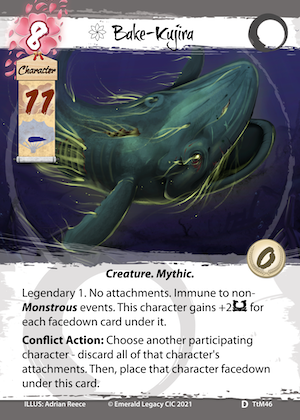 8
Bake-Kujira
Character
11
0
Creature. Mythic.
Legendary 1. No attachments. Immune to non-
Monstrous events. This character gains +2 for
each facedown card under it.
Conflict Action: Choose another participating
character - discard all of that character's
attachments. Then, place that character facedown
under this card.
ILLUS: Adrian Reece
© Emerald Legacy CIC 2021
D TtM46